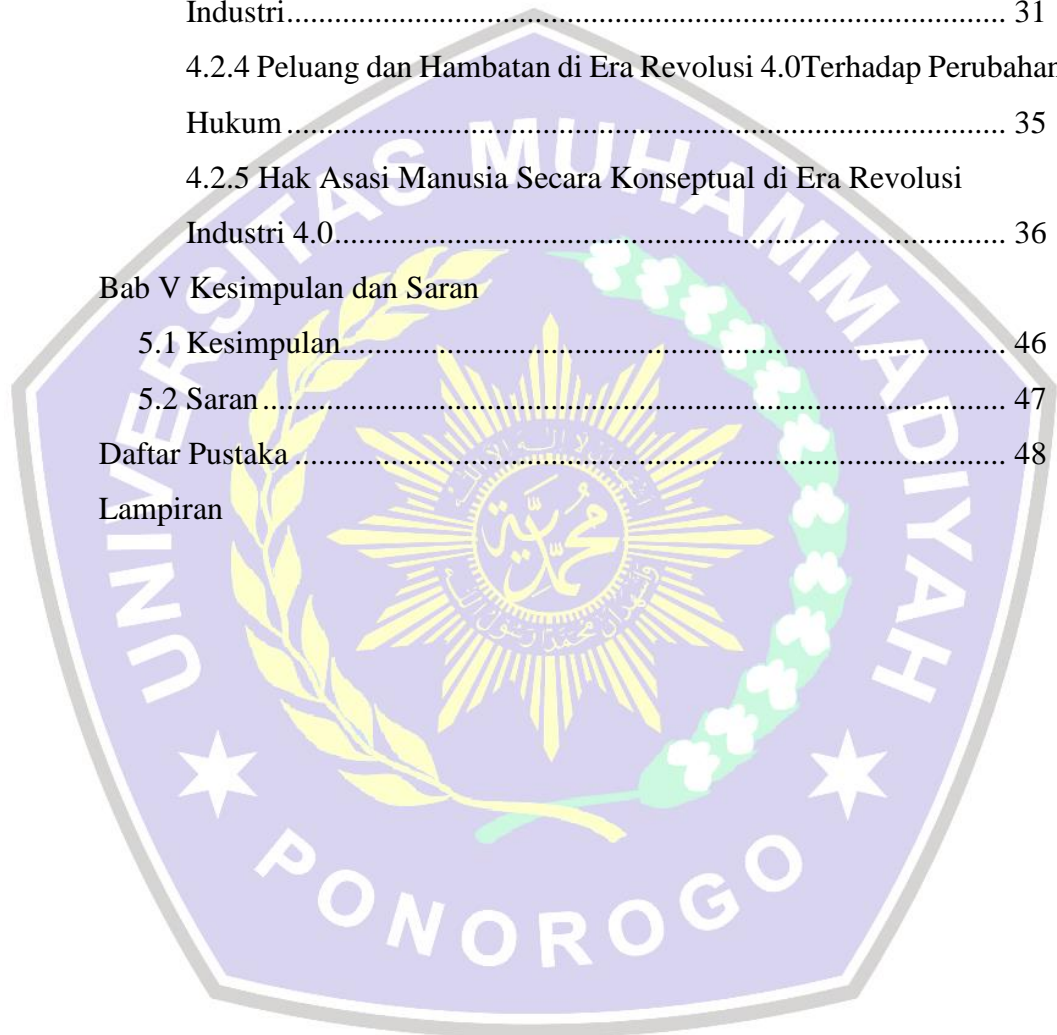 Industri.......... 31
4.2.4 Peluang dan Hambatan di Era Revolusi 4.0Terhadap Perubahan
Hukum.......... 35
4.2.5 Hak Asasi Manusia Secara Konseptual di Era Revolusi
Industri 4.0.......... 36
Bab V Kesimpulan dan Saran
5.1 Kesimpulan.......... 46
5.2 Saran.......... 47
Daftar Pustaka.......... 48
Lampiran
UNIVERSITAS MUHAMMADIYAH
PONOROGO
محمدية